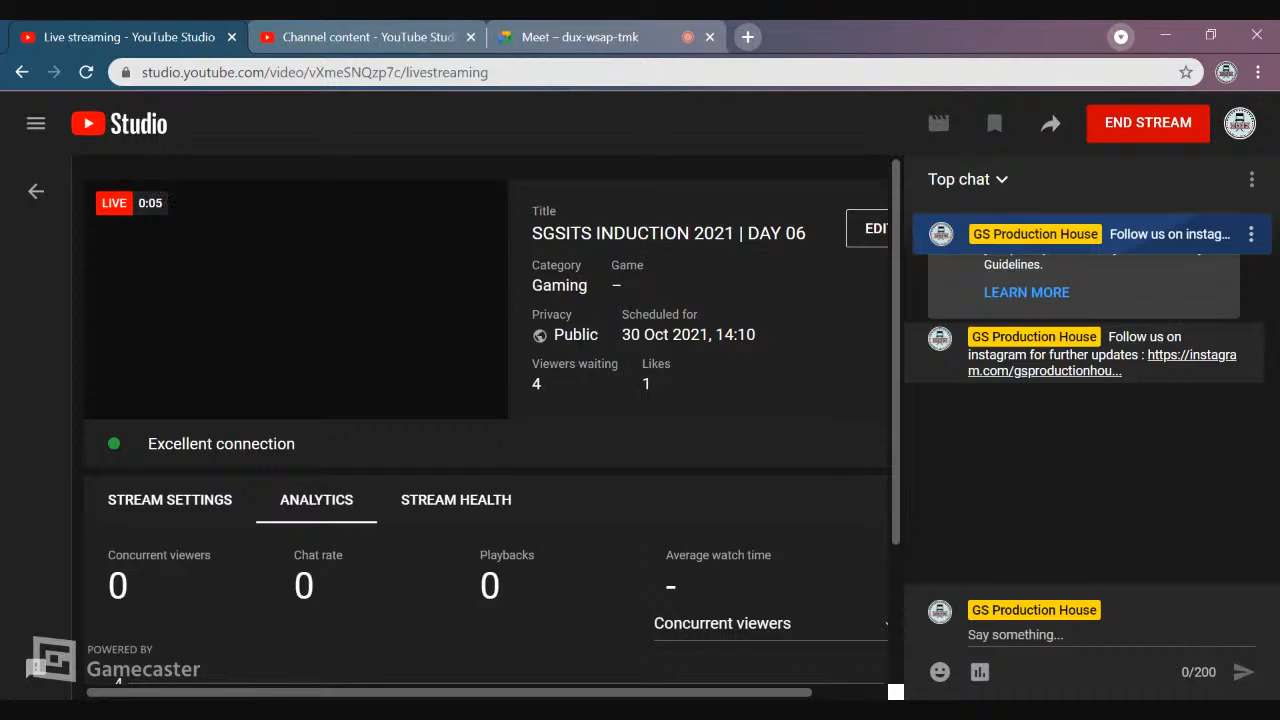 Live streaming - YouTube Studio
Channel content - YouTube Studi
Meet – dux-wsap-tmk
studio.youtube.com/video/vXmeSNQzp7c/livestreaming
Studio
END STREAM
LIVE 0:05
Title
SGSITS INDUCTION 2021 | DAY 06
EDI
Category Game
Gaming –
Privacy Scheduled for
Public 30 Oct 2021, 14:10
Viewers waiting Likes
4 1
Excellent connection
STREAM SETTINGS ANALYTICS STREAM HEALTH
Concurrent viewers Chat rate Playbacks Average watch time
0 0 0 -
Concurrent viewers
4
POWERED BY
Gamecaster
Top chat
GS Production House Follow us on instag...
Guidelines.
LEARN MORE
GS Production House Follow us on
instagram for further updates : https://instagra
m.com/gsproductionhou...
GS Production House
Say something...
0/200